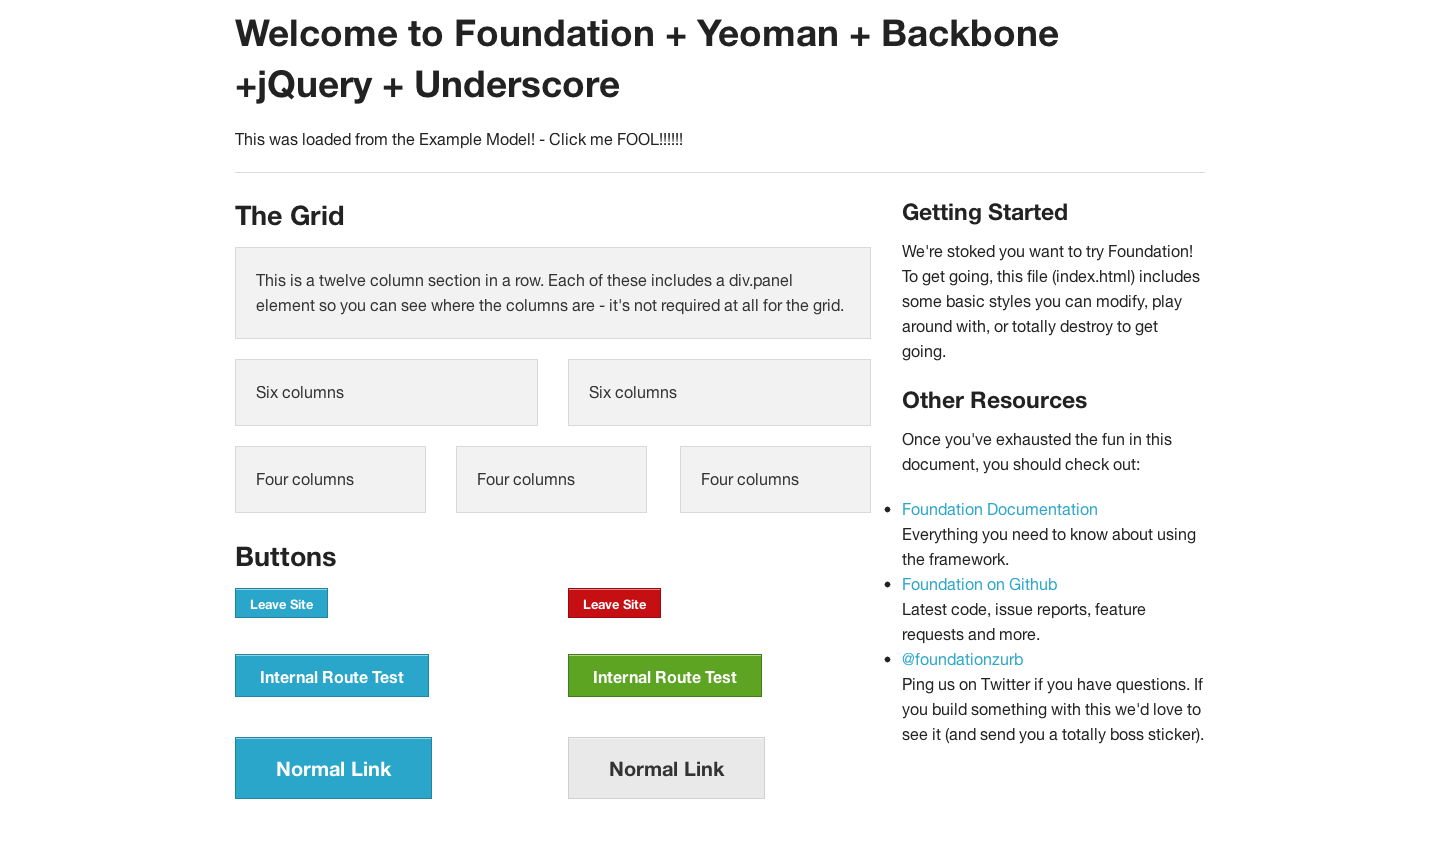 Welcome to Foundation + Yeoman + Backbone
+jQuery + Underscore
This was loaded from the Example Model! - Click me FOOL!!!!!!
The Grid
This is a twelve column section in a row. Each of these includes a div.panel
element so you can see where the columns are - it's not required at all for the grid.
Six columns
Six columns
Four columns
Four columns
Four columns
Buttons
Leave Site
Leave Site
Internal Route Test
Internal Route Test
Normal Link
Normal Link
Getting Started
We're stoked you want to try Foundation!
To get going, this file (index.html) includes
some basic styles you can modify, play
around with, or totally destroy to get
going.
Other Resources
Once you've exhausted the fun in this
document, you should check out:
Foundation Documentation
Everything you need to know about using
the framework.
Foundation on Github
Latest code, issue reports, feature
requests and more.
@foundationzurb
Ping us on Twitter if you have questions. If
you build something with this we'd love to
see it (and send you a totally boss sticker).